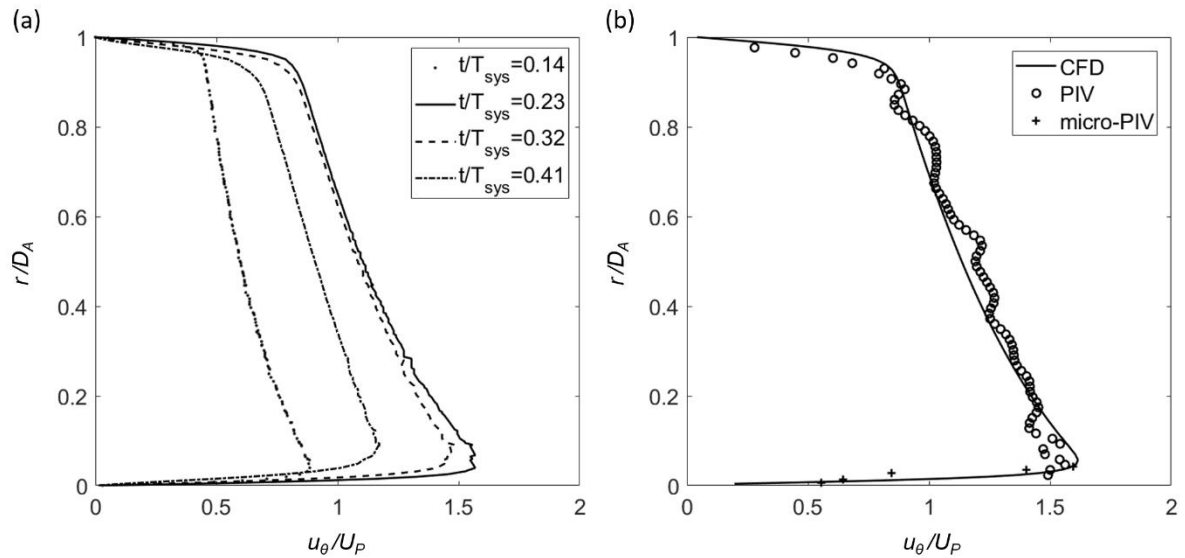 (a)
1
0.8
0.6
0.4
0.2
0
r/D_A
t/T_sys=0.14
t/T_sys=0.23
t/T_sys=0.32
t/T_sys=0.41
0
0.5
1
1.5
2
u_θ/U_P
(b)
1
0.8
0.6
0.4
0.2
0
r/D_A
CFD
PIV
micro-PIV
0
0.5
1
1.5
2
u_θ/U_P